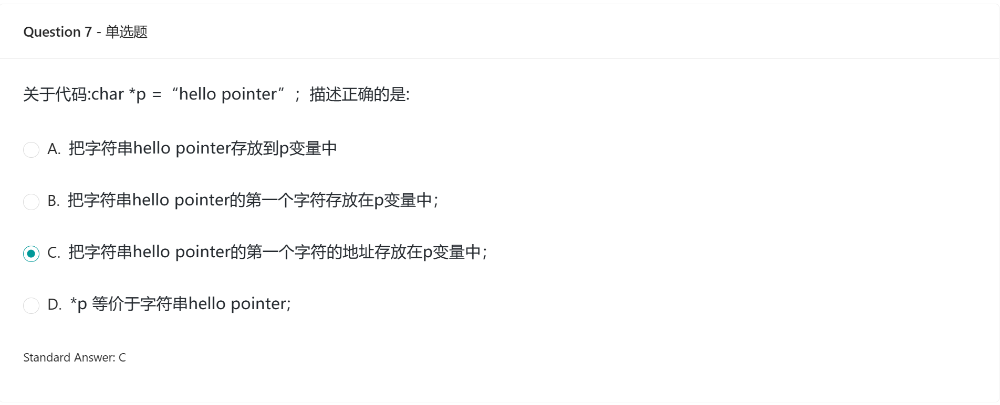 Question 7 - 单选题
关于代码:char *p = “hello pointer” ；描述正确的是:
A. 把字符串hello pointer存放到p变量中
B. 把字符串hello pointer的第一个字符存放在p变量中；
C. 把字符串hello pointer的第一个字符的地址存放在p变量中；
D. *p 等价于字符串hello pointer;
Standard Answer: C